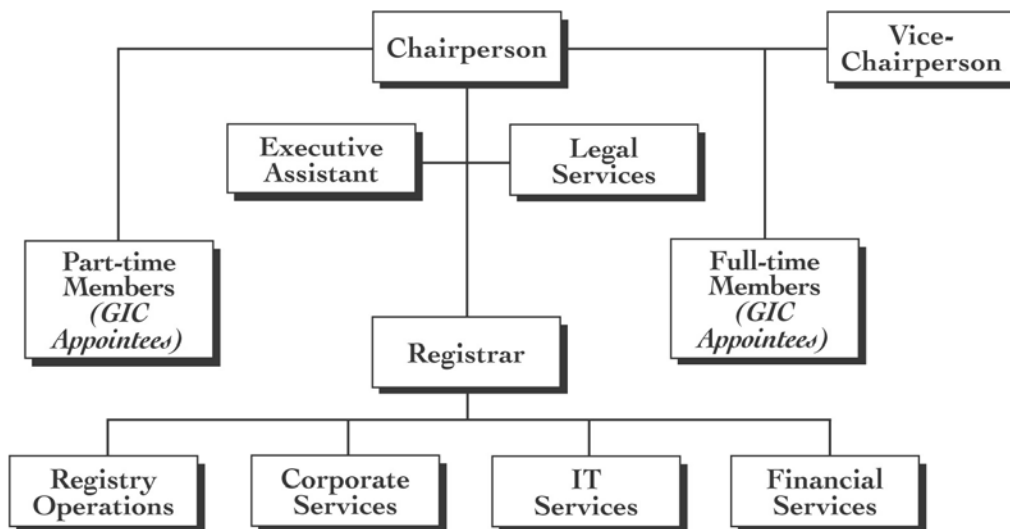 Chairperson
Vice-
Chairperson
Executive
Assistant
Legal
Services
Part-time
Members
(GIC
Appointees)
Full-time
Members
(GIC
Appointees)
Registrar
Registry
Operations
Corporate
Services
IT
Services
Financial
Services